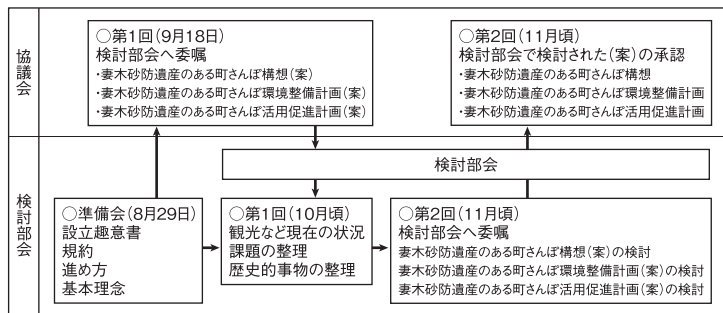 協議会
○第1回(9月18日)
検討部会へ委嘱
・妻木砂防遺産のある町さんぽ構想(案)
・妻木砂防遺産のある町さんぽ環境整備計画(案)
・妻木砂防遺産のある町さんぽ活用促進計画(案)
○第2回(11月頃)
検討部会で検討された(案)の承認
・妻木砂防遺産のある町さんぽ構想
・妻木砂防遺産のある町さんぽ環境整備計画
・妻木砂防遺産のある町さんぽ活用促進計画
検討部会
検討部会
○準備会(8月29日)
設立趣意書
規約
進め方
基本理念
○第1回(10月頃)
観光など現在の状況
課題の整理
歴史的事物の整理
○第2回(11月頃)
検討部会へ委嘱
妻木砂防遺産のある町さんぽ構想(案)の検討
妻木砂防遺産のある町さんぽ環境整備計画(案)の検討
妻木砂防遺産のある町さんぽ活用促進計画(案)の検討